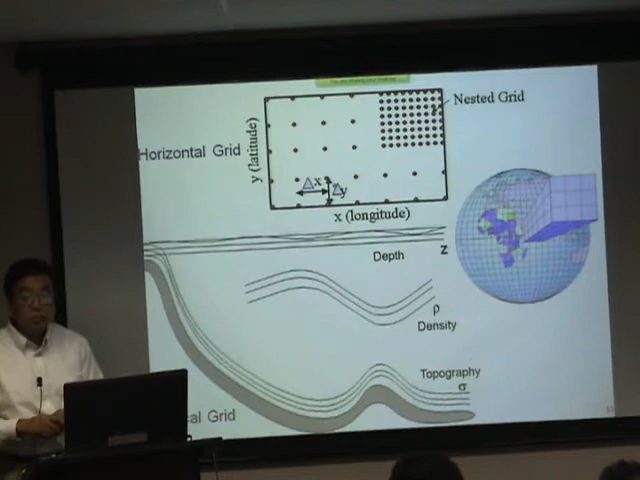 Nested Grid
Horizontal Grid
y (latitude)
Δx
Δy
x (longitude)
Depth
z
ρ
Density
Topography
σ
cal Grid